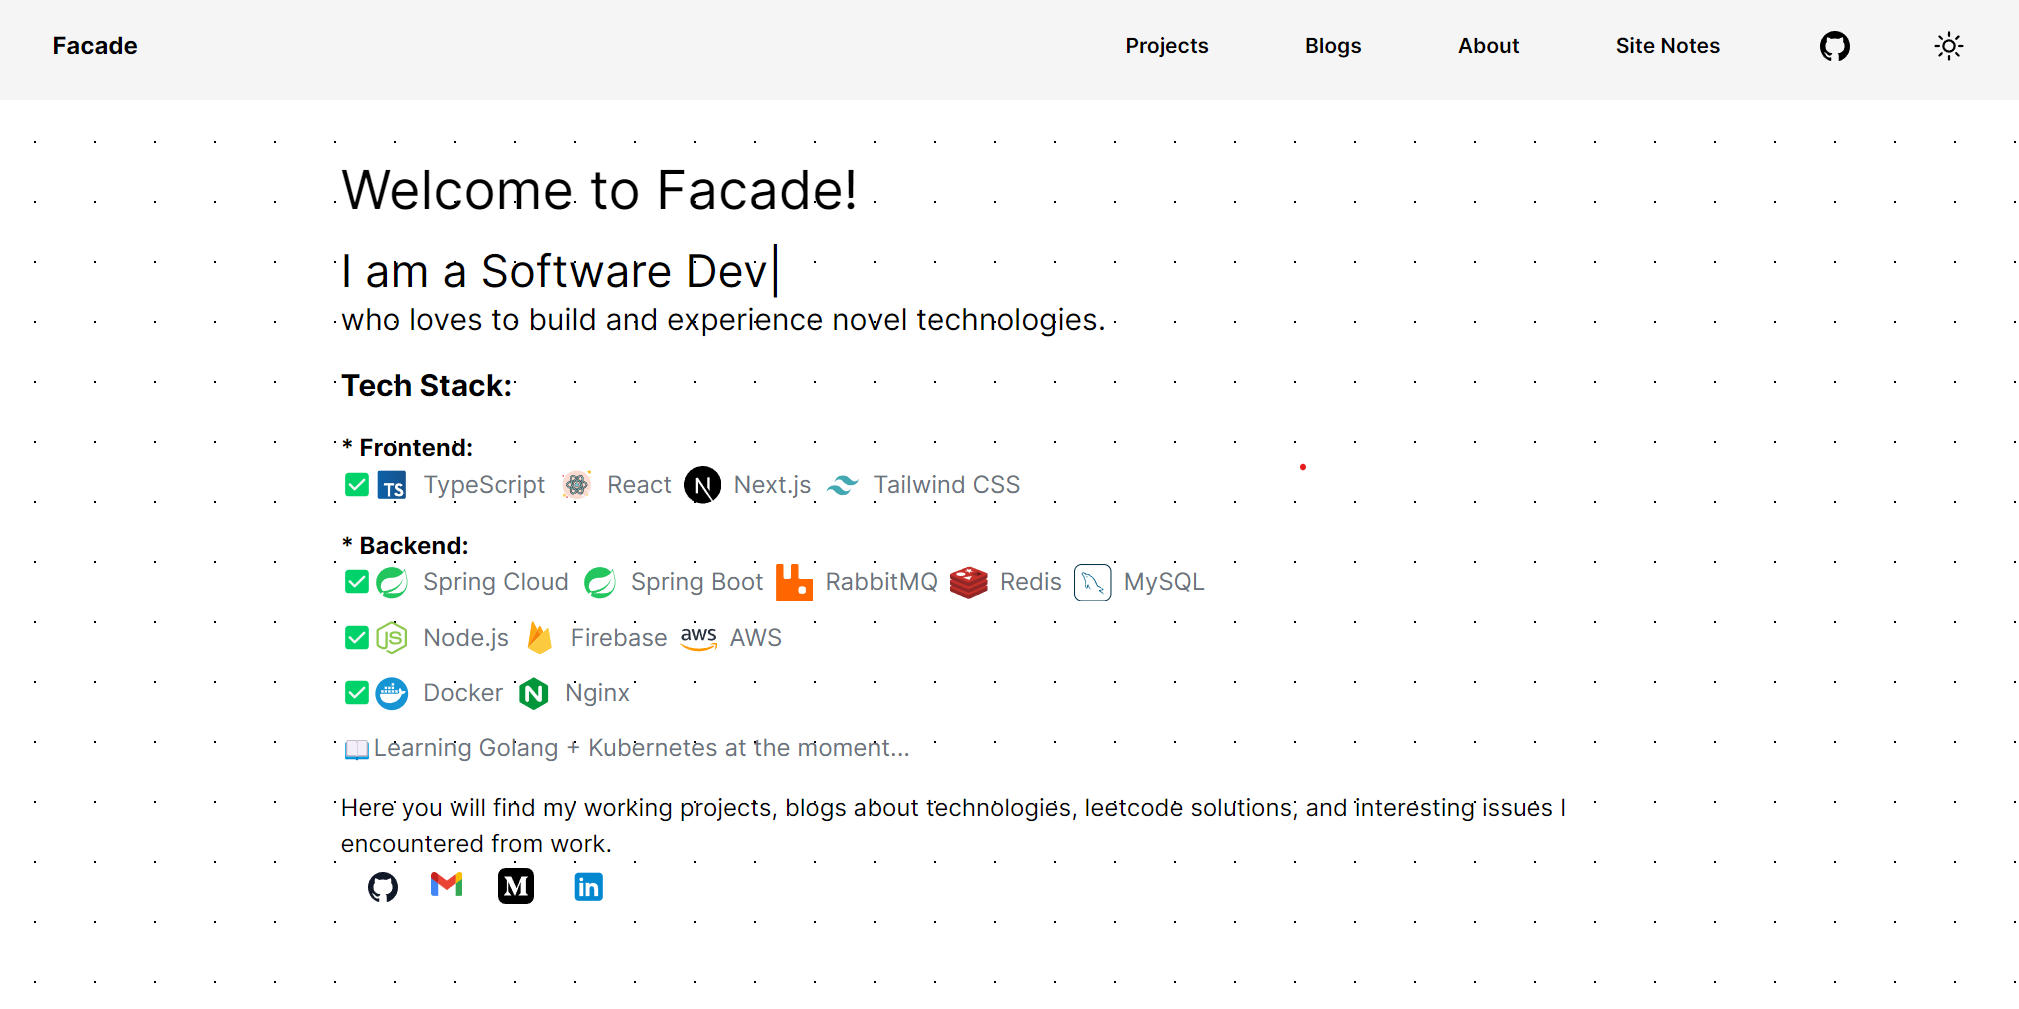 Facade Projects Blogs About Site Notes
Welcome to Facade!
I am a Software Dev|
who loves to build and experience novel technologies.
Tech Stack:
* Frontend:
TS TypeScript React N Next.js Tailwind CSS
* Backend:
Spring Cloud Spring Boot RabbitMQ Redis MySQL
JS Node.js Firebase aws AWS
Docker N Nginx
Learning Golang + Kubernetes at the moment...
Here you will find my working projects, blogs about technologies, leetcode solutions, and interesting issues I
encountered from work.
M in